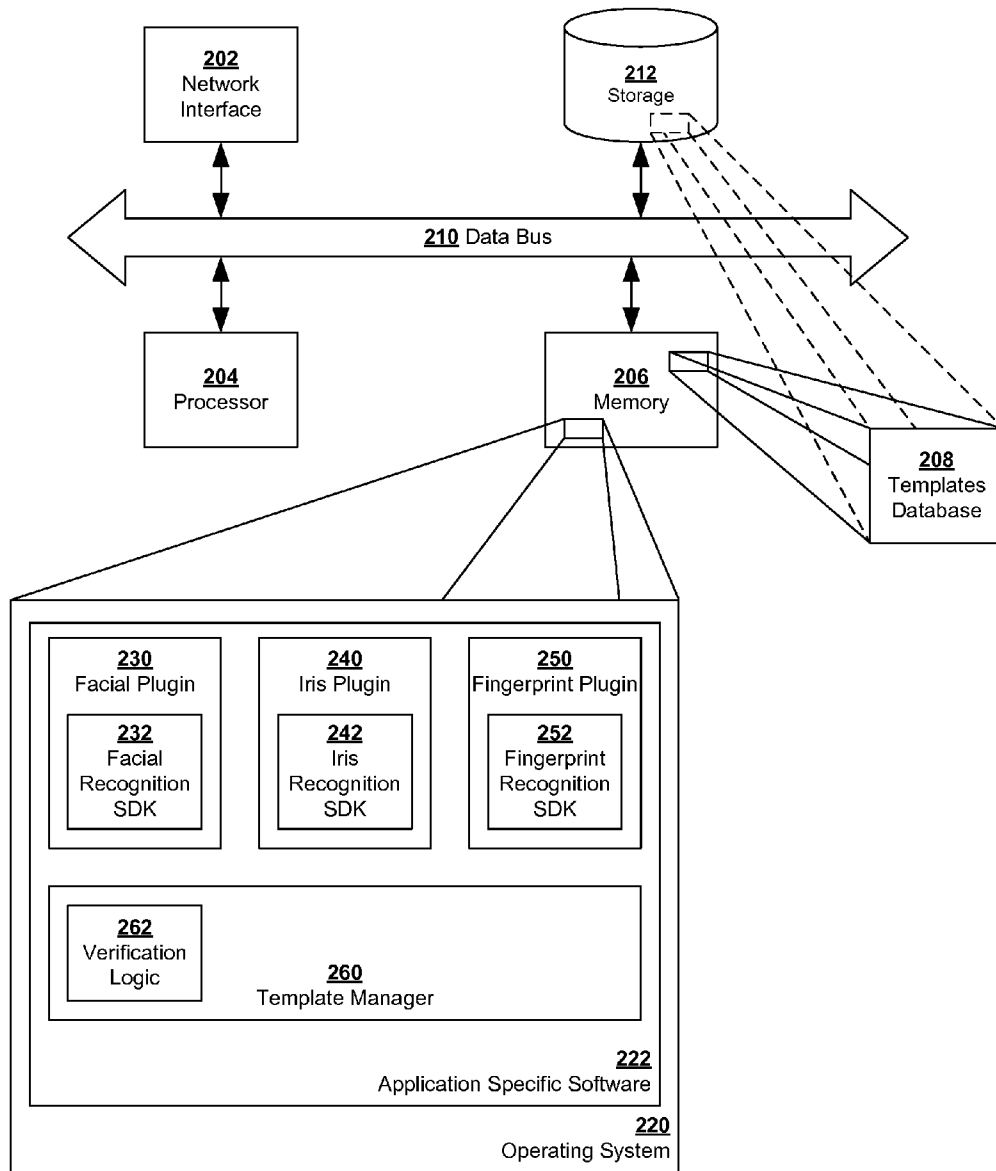 202
Network
Interface
212
Storage
210 Data Bus
204
Processor
206
Memory
208
Templates
Database
230
Facial Plugin
232
Facial
Recognition
SDK
240
Iris Plugin
242
Iris
Recognition
SDK
250
Fingerprint Plugin
252
Fingerprint
Recognition
SDK
262
Verification
Logic
260
Template Manager
222
Application Specific Software
220
Operating System